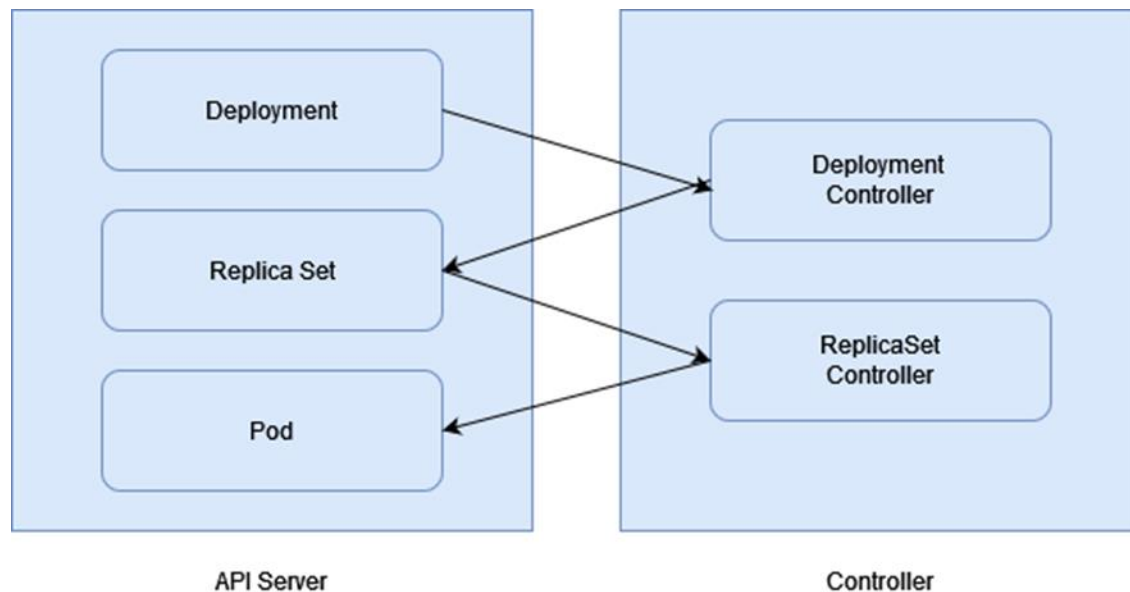 Deployment
Replica Set
Pod
API Server
Deployment
Controller
ReplicaSet
Controller
Controller